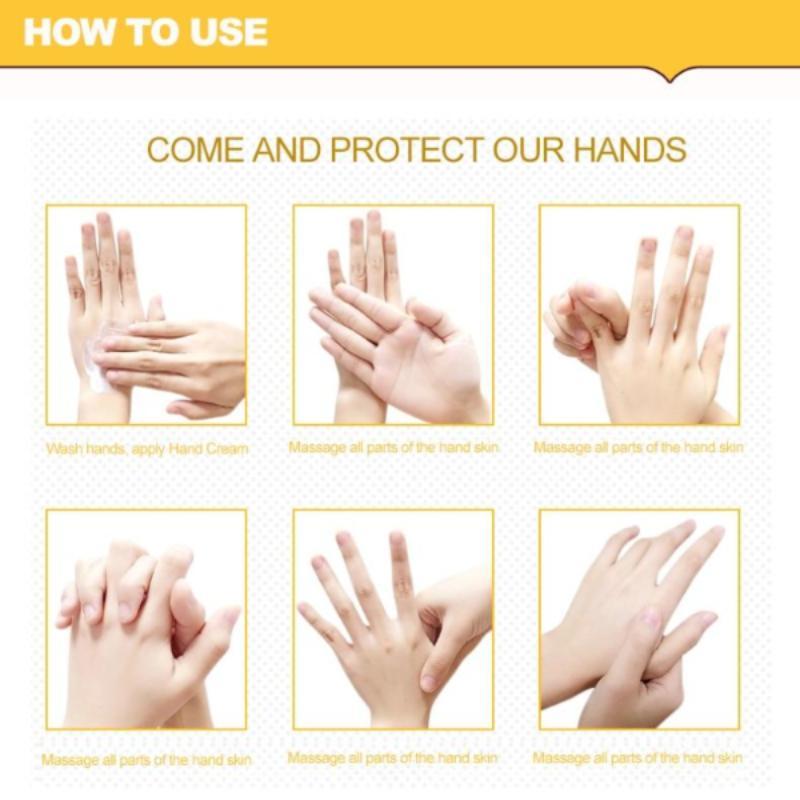 HOW TO USE
COME AND PROTECT OUR HANDS
Wash hands, apply Hand Cream
Massage all parts of the hand skin
Massage all parts of the hand skin
Massage all parts of the hand skin
Massage all parts of the hand skin
Massage all parts of the hand skin